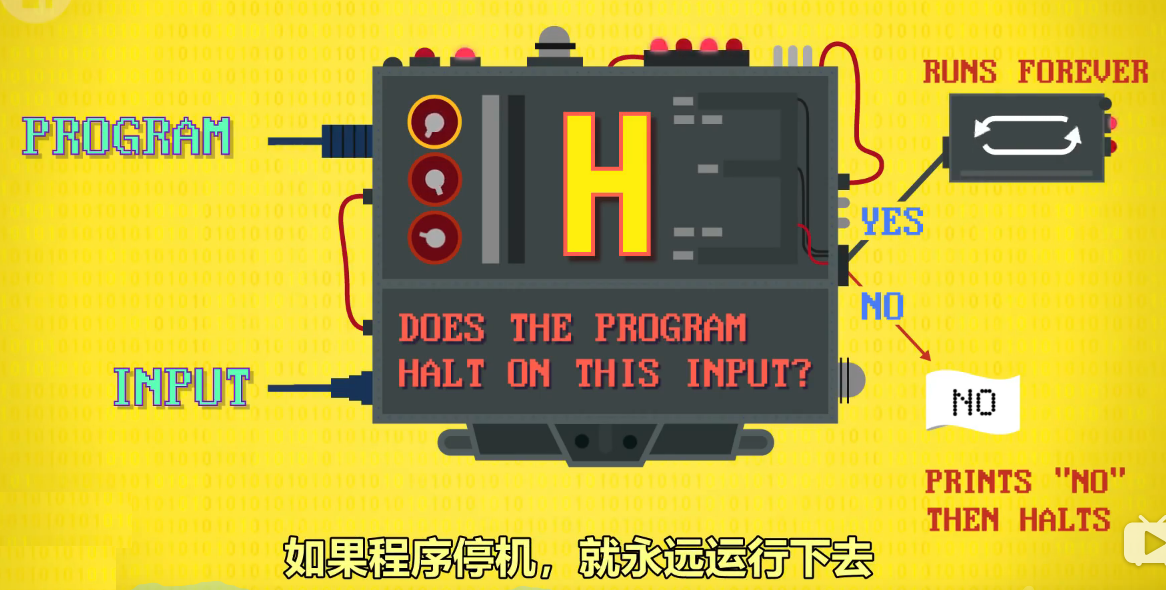 RUNS FOREVER
PROGRAM
H
YES
NO
DOES THE PROGRAM
HALT ON THIS INPUT?
INPUT
NO
PRINTS "NO"
THEN HALTS
如果程序停机，就永远运行下去